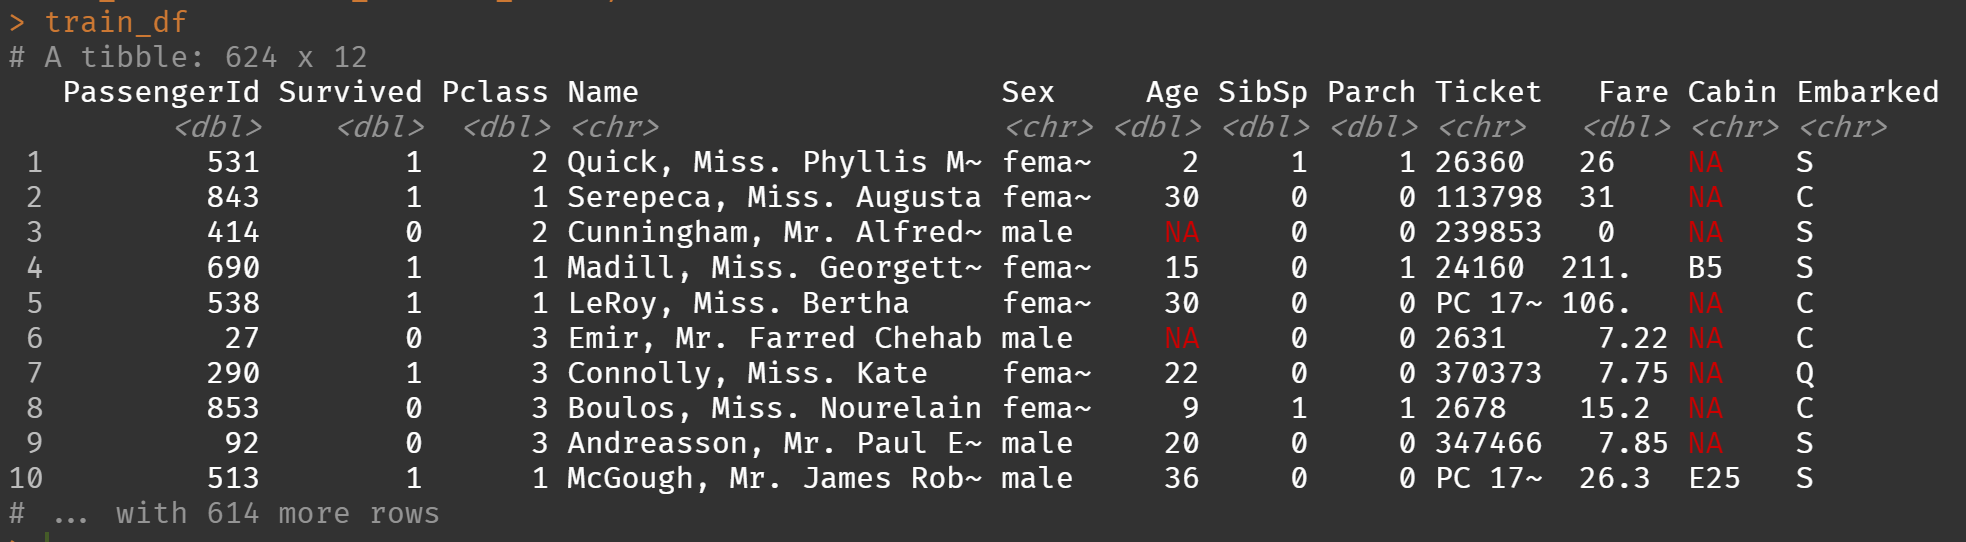 > train_df
# A tibble: 624 x 12
PassengerId Survived Pclass Name Sex Age SibSp Parch Ticket Fare Cabin Embarked
<dbl> <dbl> <dbl> <chr> <chr> <dbl> <dbl> <dbl> <chr> <dbl> <chr> <chr>
1 531 1 2 Quick, Miss. Phyllis M~ fema~ 2 1 1 26360 26 NA S
2 843 1 1 Serepeca, Miss. Augusta fema~ 30 0 0 113798 31 NA C
3 414 0 2 Cunningham, Mr. Alfred~ male NA 0 0 239853 0 NA S
4 690 1 1 Madill, Miss. Georgett~ fema~ 15 0 1 24160 211. B5 S
5 538 1 1 LeRoy, Miss. Bertha fema~ 30 0 0 PC 17~ 106. NA C
6 27 0 3 Emir, Mr. Farred Chehab male NA 0 0 2631 7.22 NA C
7 290 1 3 Connolly, Miss. Kate fema~ 22 0 0 370373 7.75 NA Q
8 853 0 3 Boulos, Miss. Nourelain fema~ 9 1 1 2678 15.2 NA C
9 92 0 3 Andreasson, Mr. Paul E~ male 20 0 0 347466 7.85 NA S
10 513 1 1 McGough, Mr. James Rob~ male 36 0 0 PC 17~ 26.3 E25 S
# ... with 614 more rows